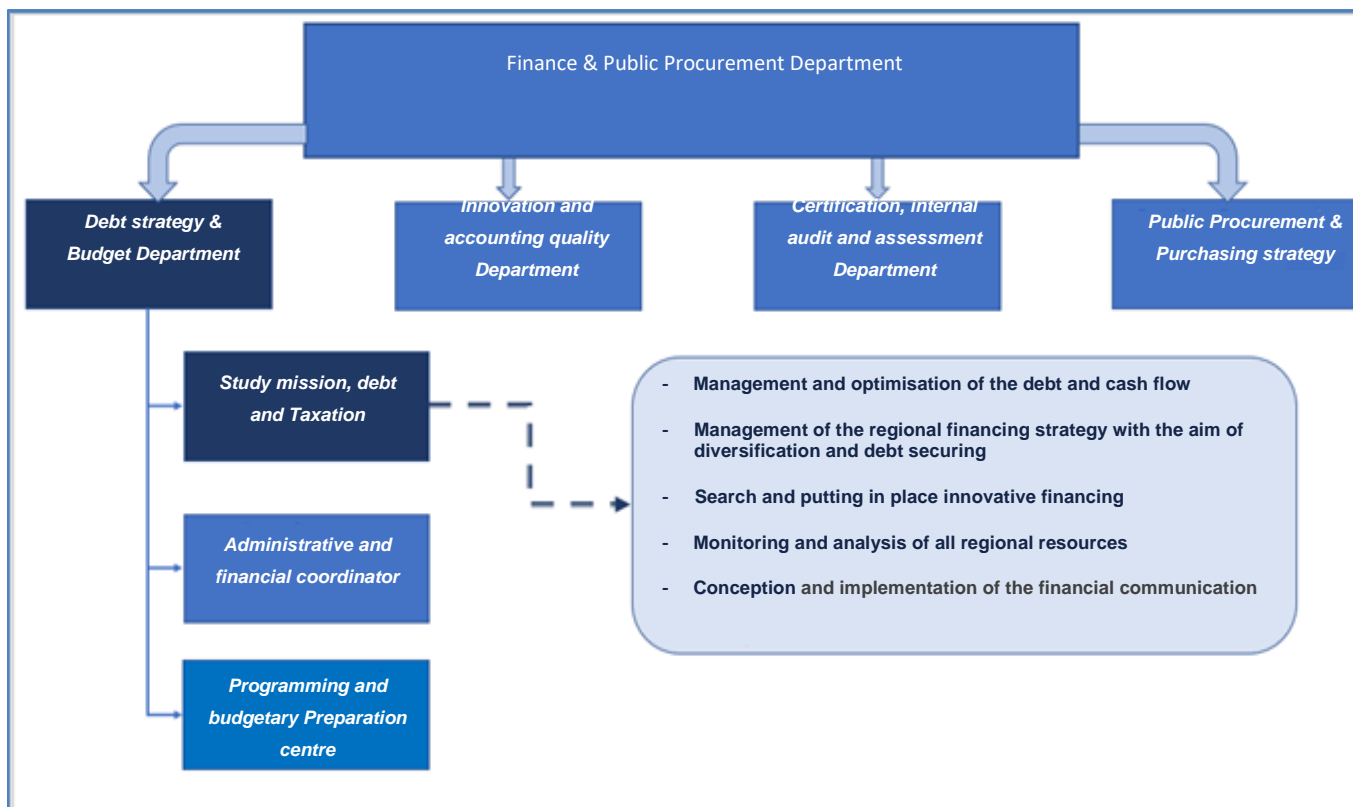 Finance & Public Procurement Department
Debt strategy &
Budget Department
Innovation and
accounting quality
Department
Certification, internal
audit and assessment
Department
Public Procurement &
Purchasing strategy
Study mission, debt
and Taxation
- Management and optimisation of the debt and cash flow
- Management of the regional financing strategy with the aim of
diversification and debt securing
- Search and putting in place innovative financing
- Monitoring and analysis of all regional resources
- Conception and implementation of the financial communication
Administrative and
financial coordinator
Programming and
budgetary Preparation
centre